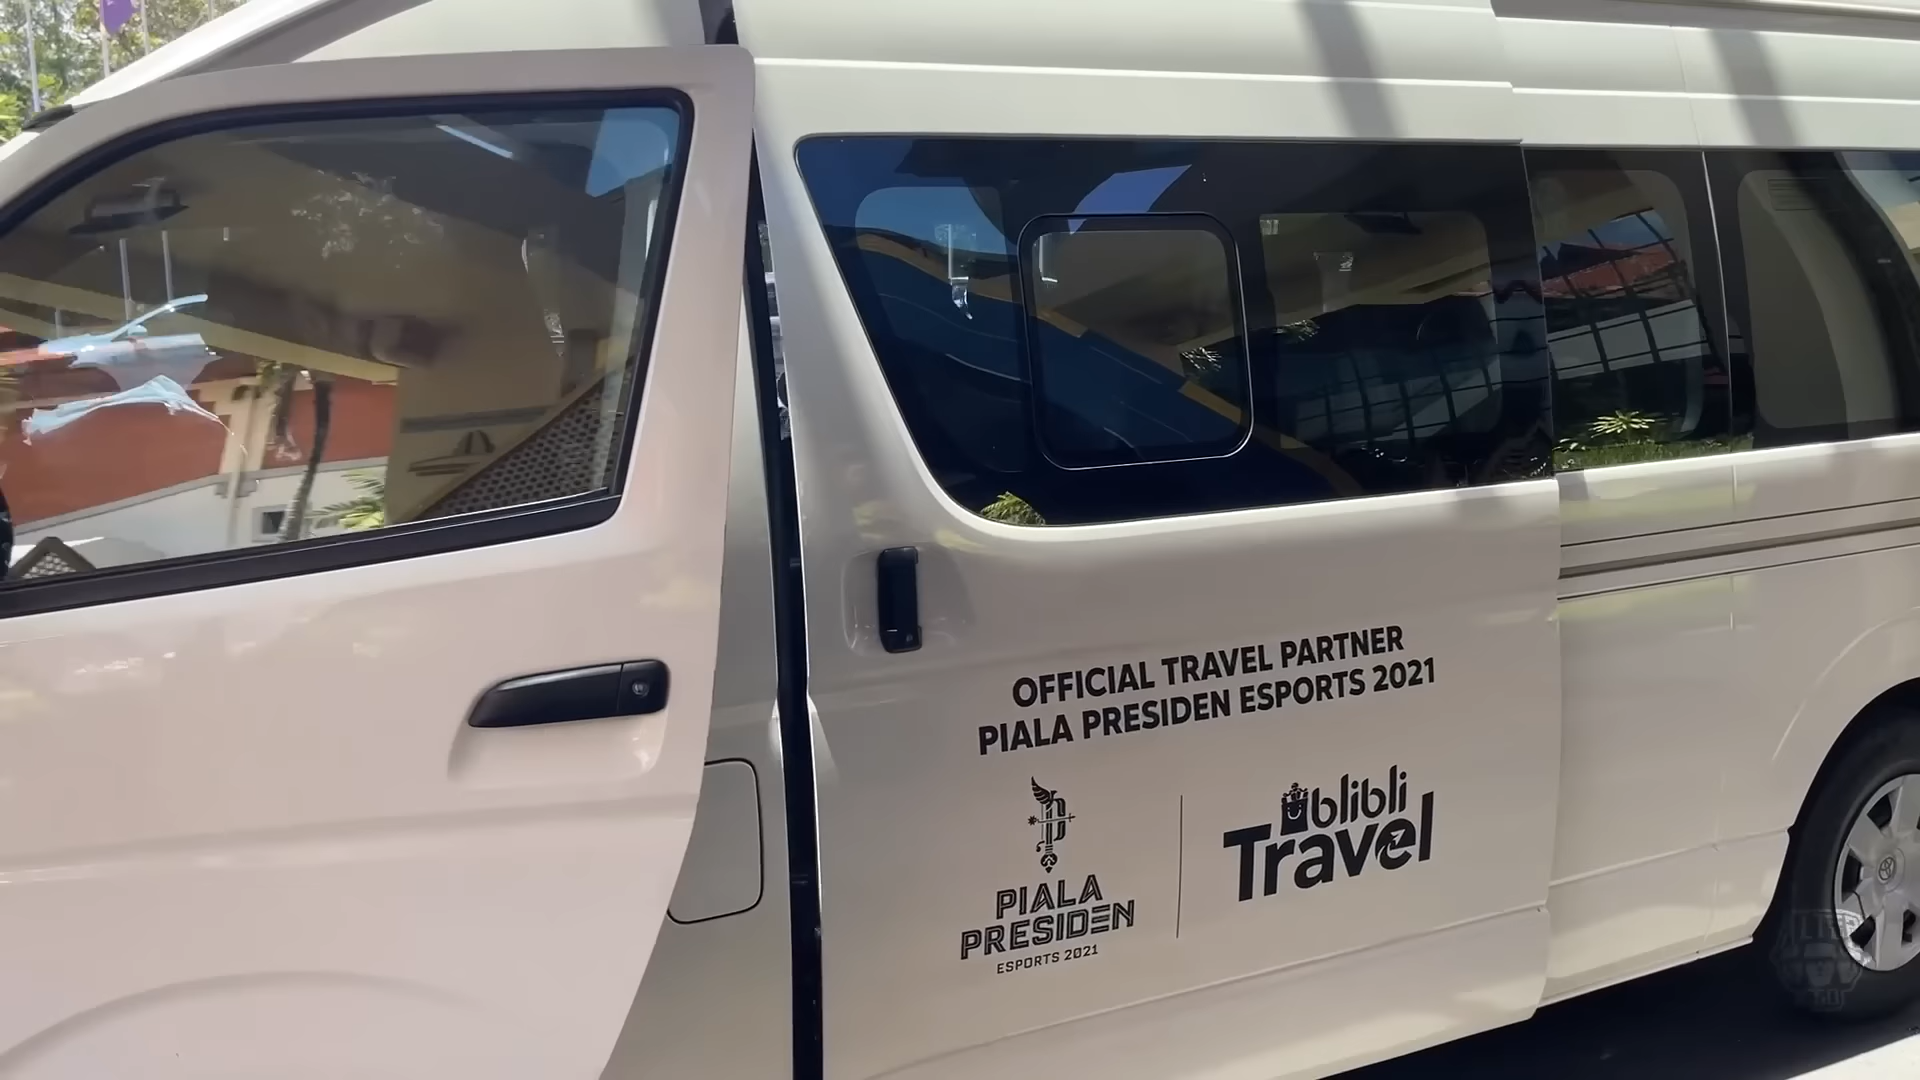 OFFICIAL TRAVEL PARTNER
PIALA PRESIDEN ESPORTS 2021
PIALA
PRESIDEN
ESPORTS 2021
blibli
Travel